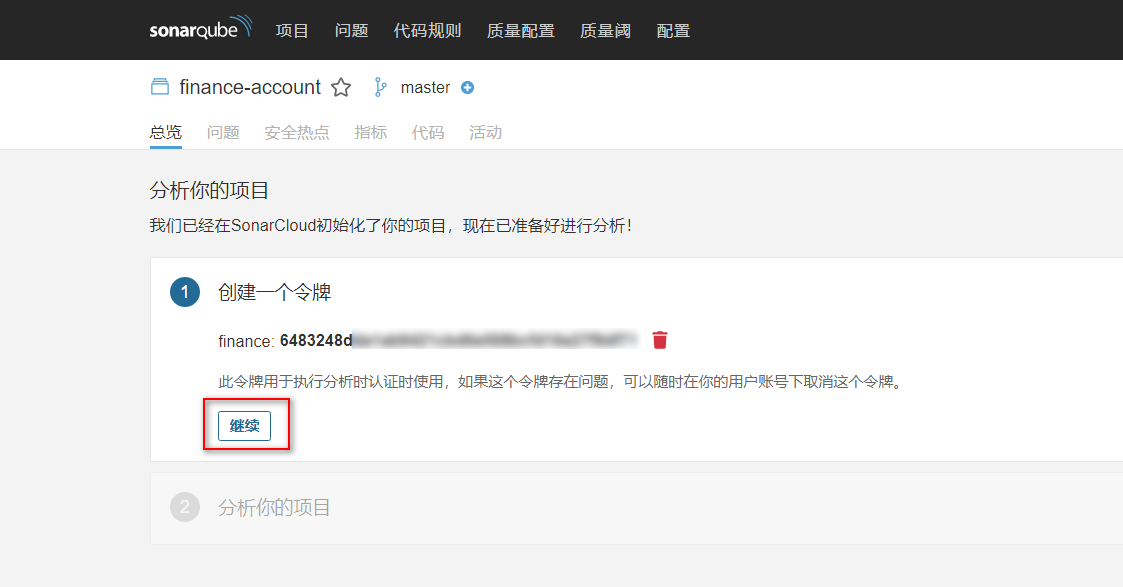 sonarqube 项目 问题 代码规则 质量配置 质量阈 配置
finance-account master
总览 问题 安全热点 指标 代码 活动
分析你的项目
我们已经在SonarCloud初始化了你的项目，现在已准备好进行分析！
1 创建一个令牌
finance: 6483248d
此令牌用于执行分析时认证时使用，如果这个令牌存在问题，可以随时在你的用户账号下取消这个令牌。
继续
2 分析你的项目